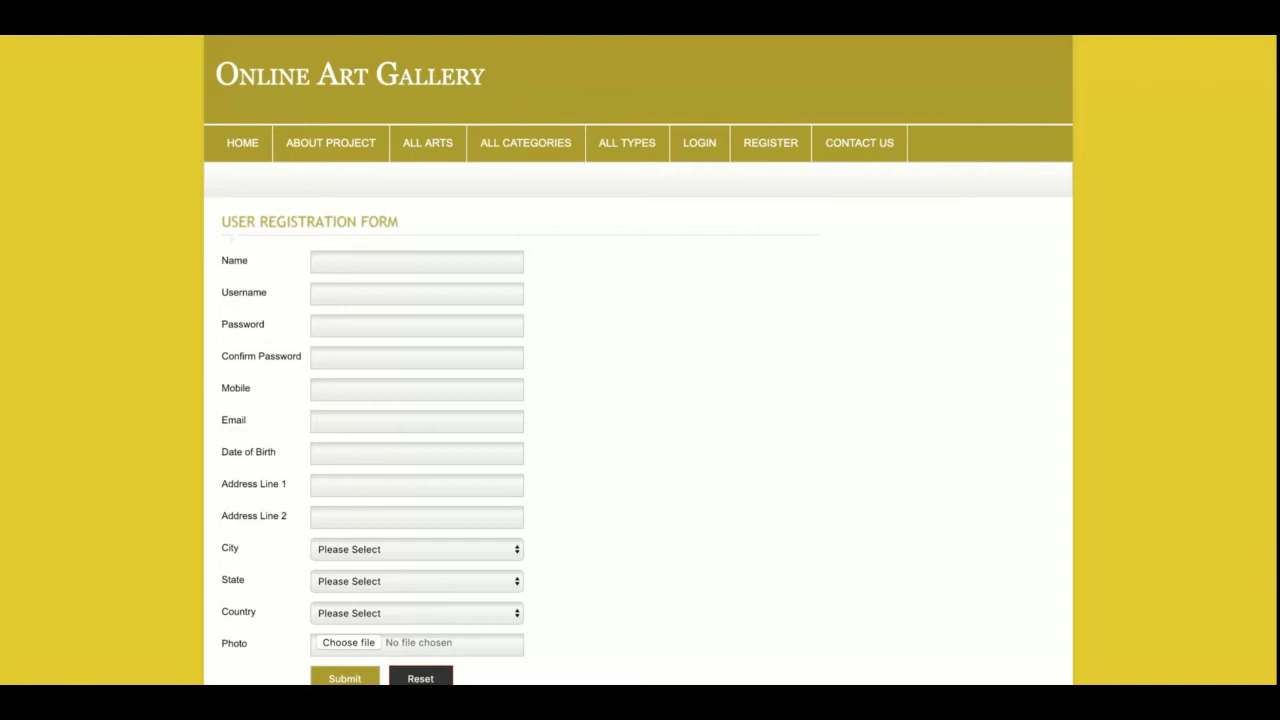 ONLINE ART GALLERY
HOME ABOUT PROJECT ALL ARTS ALL CATEGORIES ALL TYPES LOGIN REGISTER CONTACT US
USER REGISTRATION FORM
Name
Username
Password
Confirm Password
Mobile
Email
Date of Birth
Address Line 1
Address Line 2
City Please Select
State Please Select
Country Please Select
Photo Choose file No file chosen
Submit Reset